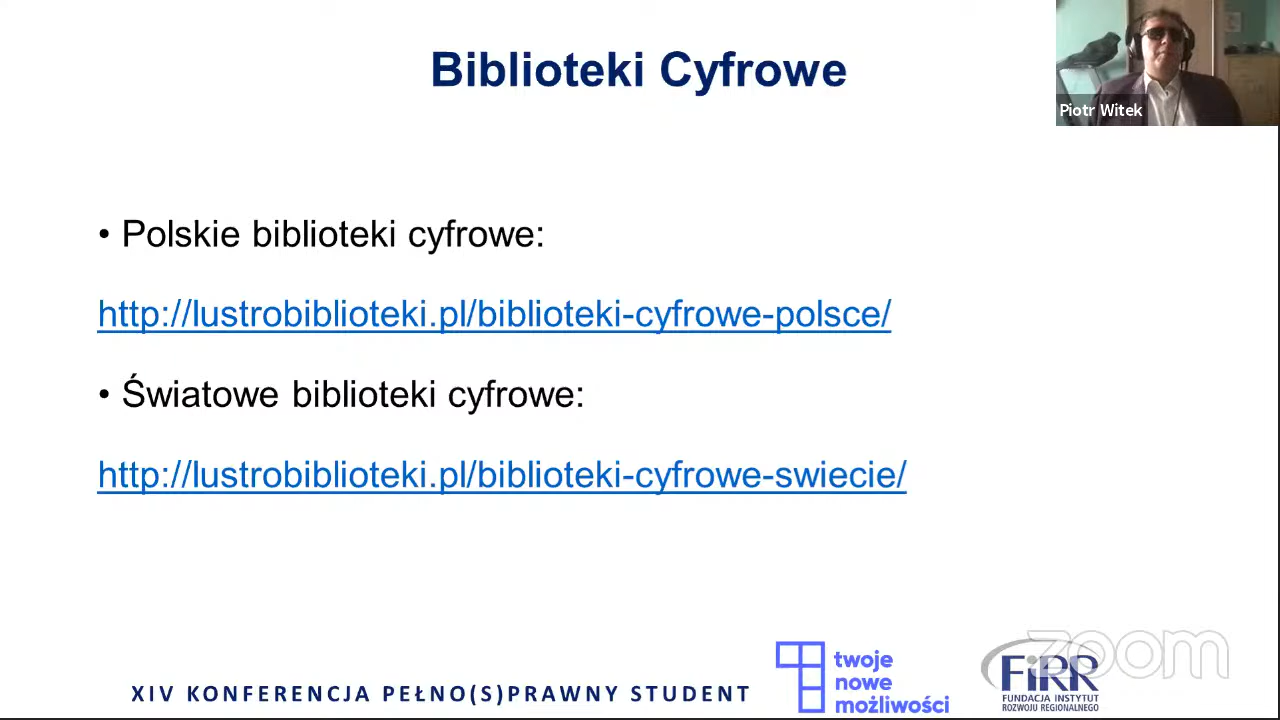 Biblioteki Cyfrowe
Piotr Witek
• Polskie biblioteki cyfrowe:
http://lustrobiblioteki.pl/biblioteki-cyfrowe-polsce/
• Światowe biblioteki cyfrowe:
http://lustrobiblioteki.pl/biblioteki-cyfrowe-swiecie/
XIV KONFERENCJA PEŁNO(S)PRAWNY STUDENT
twoje
nowe
możliwości
FiRR
FUNDACJA INSTYTUT
ROZWOJU REGIONALNEGO
zoom